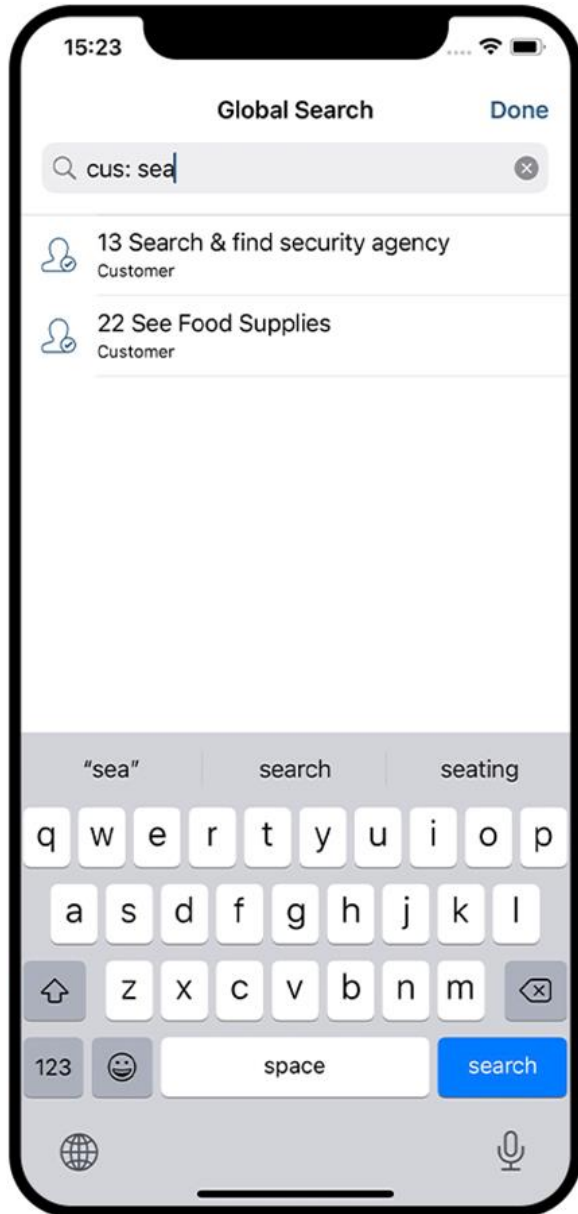 15:23
Global Search Done
cus: sea
13 Search & find security agency
Customer
22 See Food Supplies
Customer
“sea” search seating
q w e r t y u i o p
a s d f g h j k l
z x c v b n m
123 space search